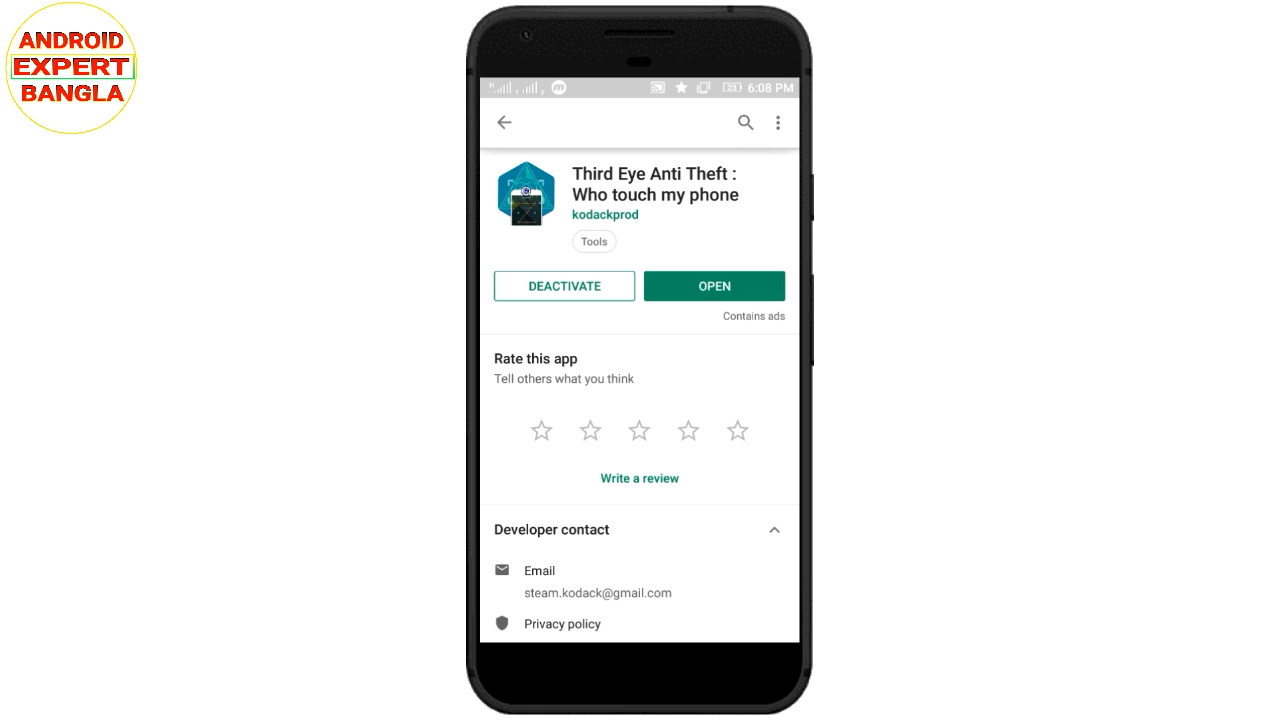 ANDROID
EXPERT
BANGLA
23
6:08 PM
Third Eye Anti Theft :
Who touch my phone
kodackprod
Tools
DEACTIVATE
OPEN
Contains ads
Rate this app
Tell others what you think
Write a review
Developer contact
Email
steam.kodack@gmail.com
Privacy policy